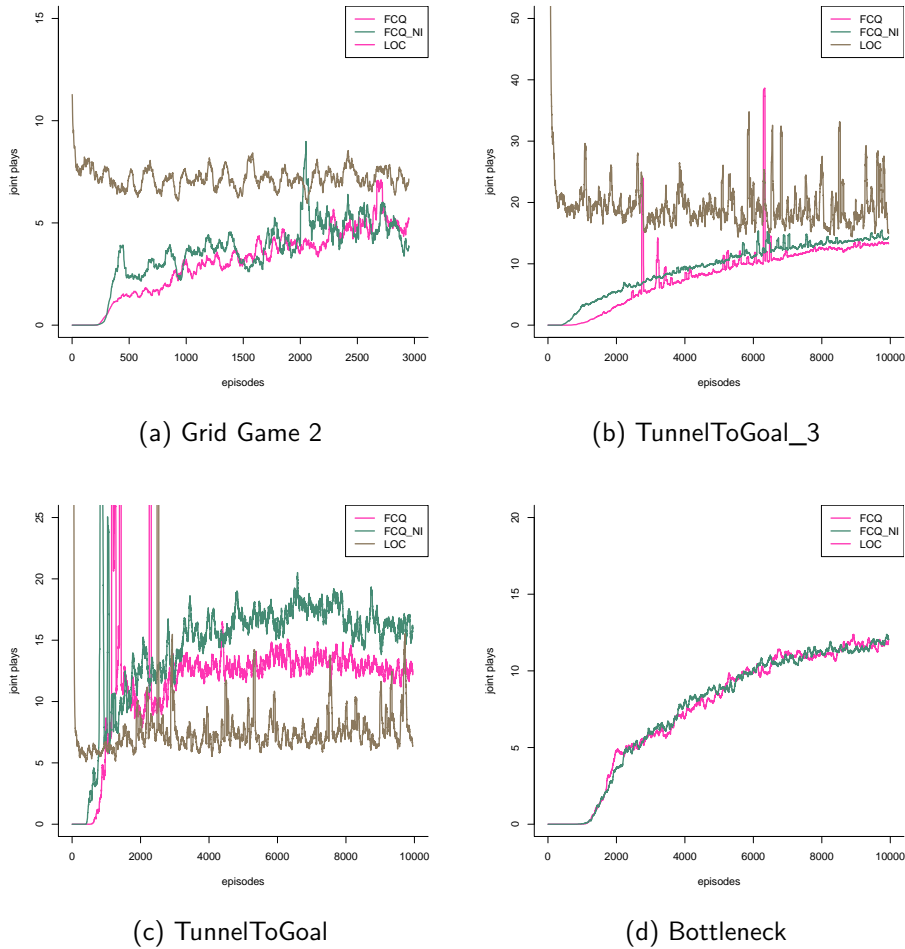 15
10
5
0
joint plays
FCQ
FCQ_NI
LOC
0 500 1000 1500 2000 2500 3000
episodes
(a) Grid Game 2
50
40
30
20
10
0
joint plays
FCQ
FCQ_NI
LOC
0 2000 4000 6000 8000 10000
episodes
(b) TunnelToGoal_3
25
20
15
10
5
0
joint plays
FCQ
FCQ_NI
LOC
0 2000 4000 6000 8000 10000
episodes
(c) TunnelToGoal
20
15
10
5
0
joint plays
FCQ
FCQ_NI
LOC
0 2000 4000 6000 8000 10000
episodes
(d) Bottleneck